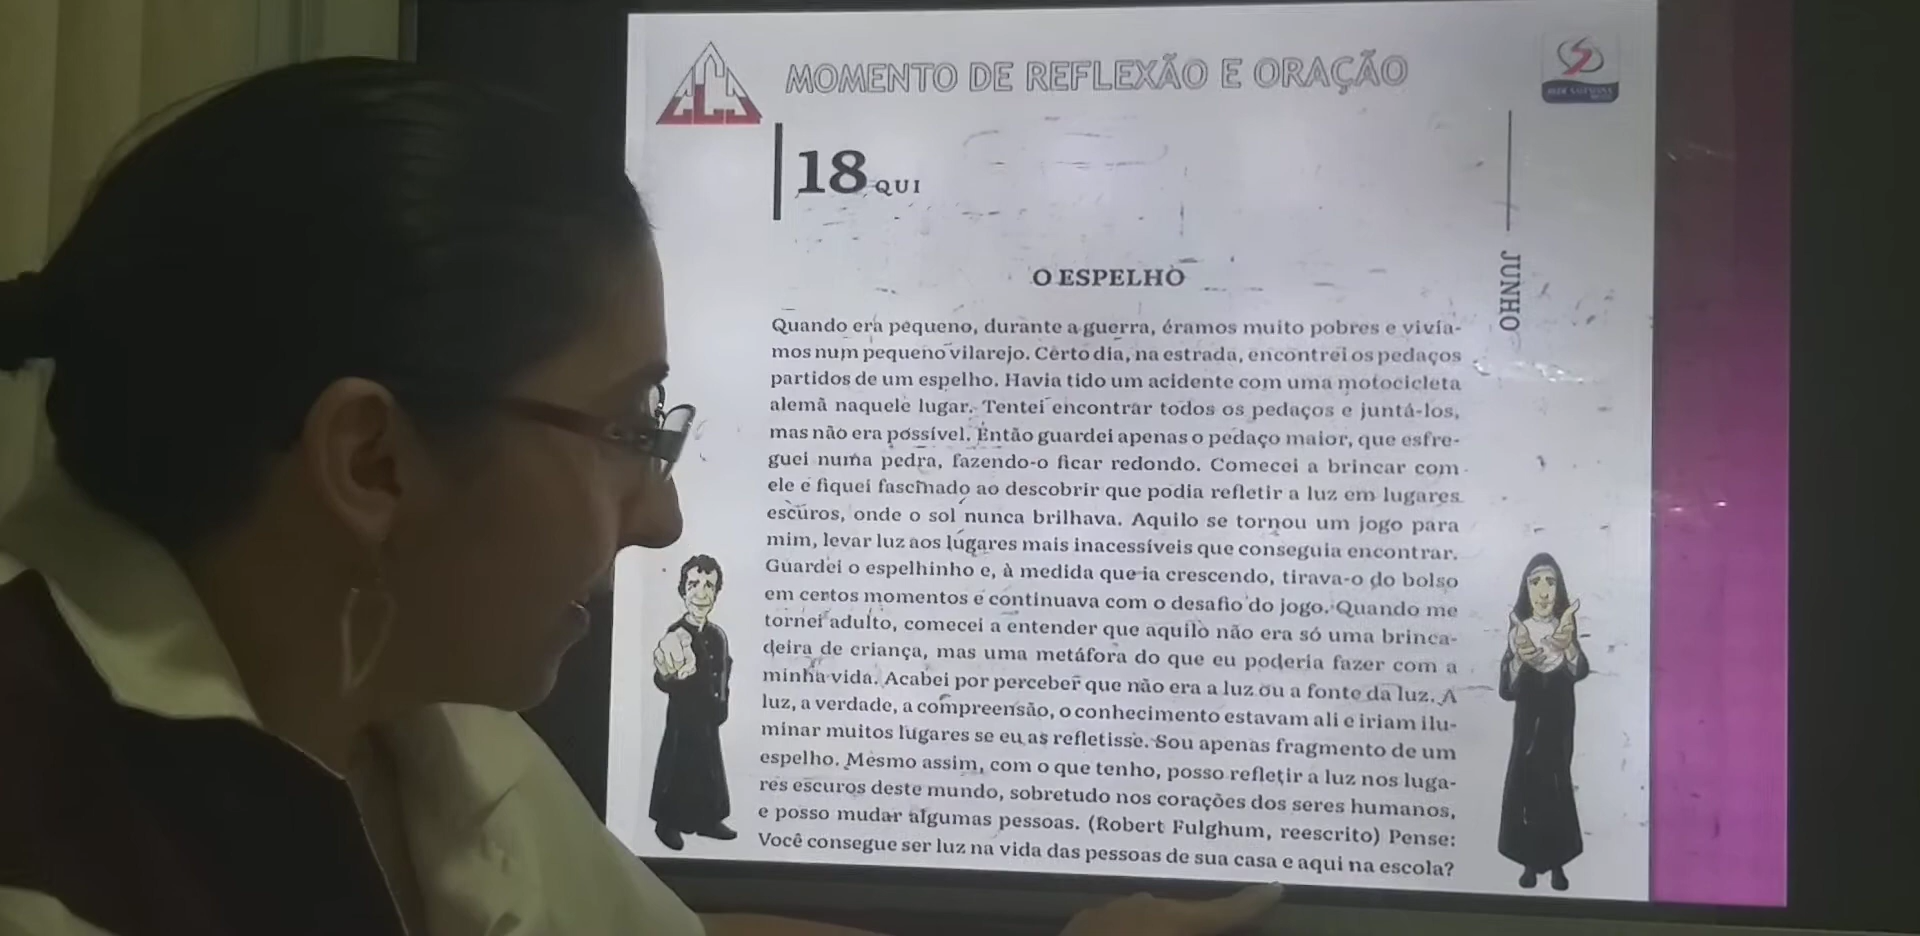 MOMENTO DE REFLEXÃO E ORAÇÃO
18 QUI
JUNHO
O ESPELHO
Quando era pequeno, durante a guerra, éramos muito pobres e vivía-
mos num pequeno vilarejo. Certo dia, na estrada, encontrei os pedaços
partidos de um espelho. Havia tido um acidente com uma motocicleta
alemã naquele lugar. Tentei encontrar todos os pedaços e juntá-los,
mas não era possível. Então guardei apenas o pedaço maior, que esfre-
guei numa pedra, fazendo-o ficar redondo. Comecei a brincar com
ele e fiquei fascinado ao descobrir que podia refletir a luz em lugares
escuros, onde o sol nunca brilhava. Aquilo se tornou um jogo para
mim, levar luz aos lugares mais inacessíveis que conseguia encontrar.
Guardei o espelhinho e, à medida que ia crescendo, tirava-o do bolso
em certos momentos e continuava com o desafio do jogo. Quando me
tornei adulto, comecei a entender que aquilo não era só uma brinca-
deira de criança, mas uma metáfora do que eu poderia fazer com a
minha vida. Acabei por perceber que não era a luz ou a fonte da luz. A
luz, a verdade, a compreensão, o conhecimento estavam ali e iriam ilu-
minar muitos lugares se eu as refletisse. Sou apenas fragmento de um
espelho. Mesmo assim, com o que tenho, posso refletir a luz nos luga-
res escuros deste mundo, sobretudo nos corações dos seres humanos,
e posso mudar algumas pessoas. (Robert Fulghum, reescrito) Pense:
Você consegue ser luz na vida das pessoas de sua casa e aqui na escola?